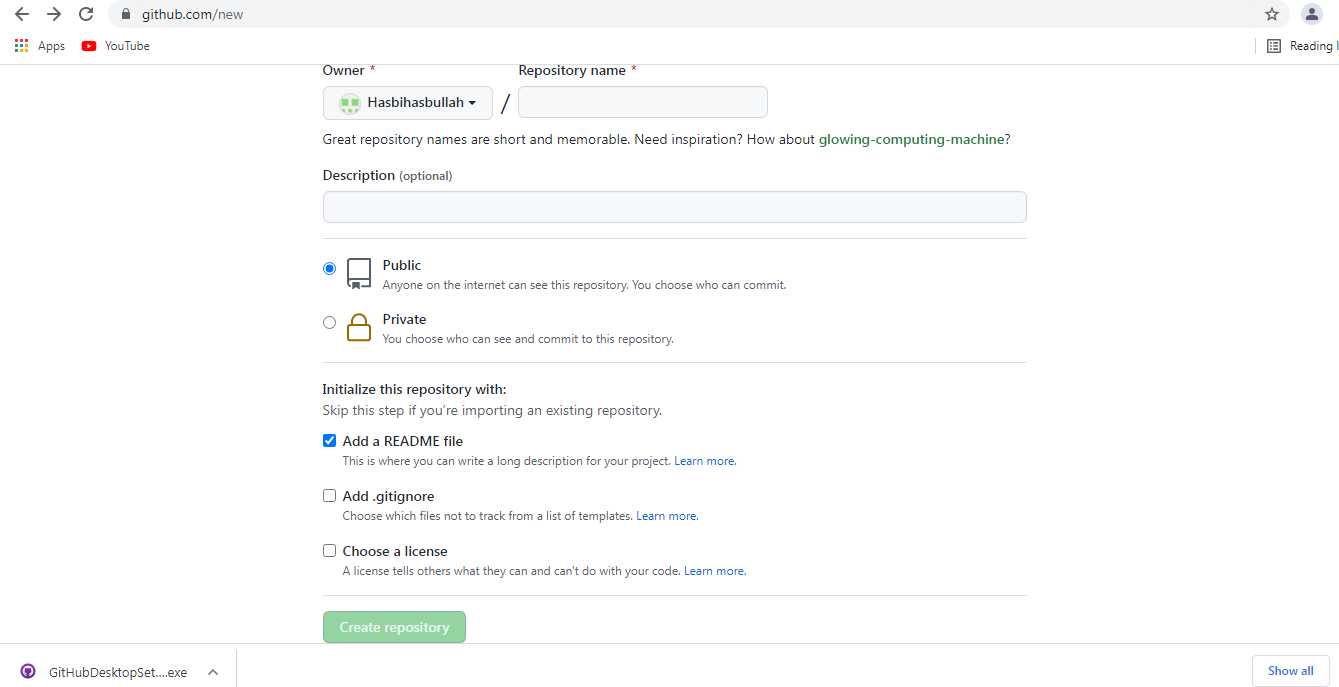 github.com/new
Apps YouTube Reading
Owner * Repository name *
Hasbihasbullah /
Great repository names are short and memorable. Need inspiration? How about glowing-computing-machine?
Description (optional)
Public
Anyone on the internet can see this repository. You choose who can commit.
Private
You choose who can see and commit to this repository.
Initialize this repository with:
Skip this step if you’re importing an existing repository.
Add a README file
This is where you can write a long description for your project. Learn more.
Add .gitignore
Choose which files not to track from a list of templates. Learn more.
Choose a license
A license tells others what they can and can't do with your code. Learn more.
Create repository
GitHubDesktopSet....exe Show all